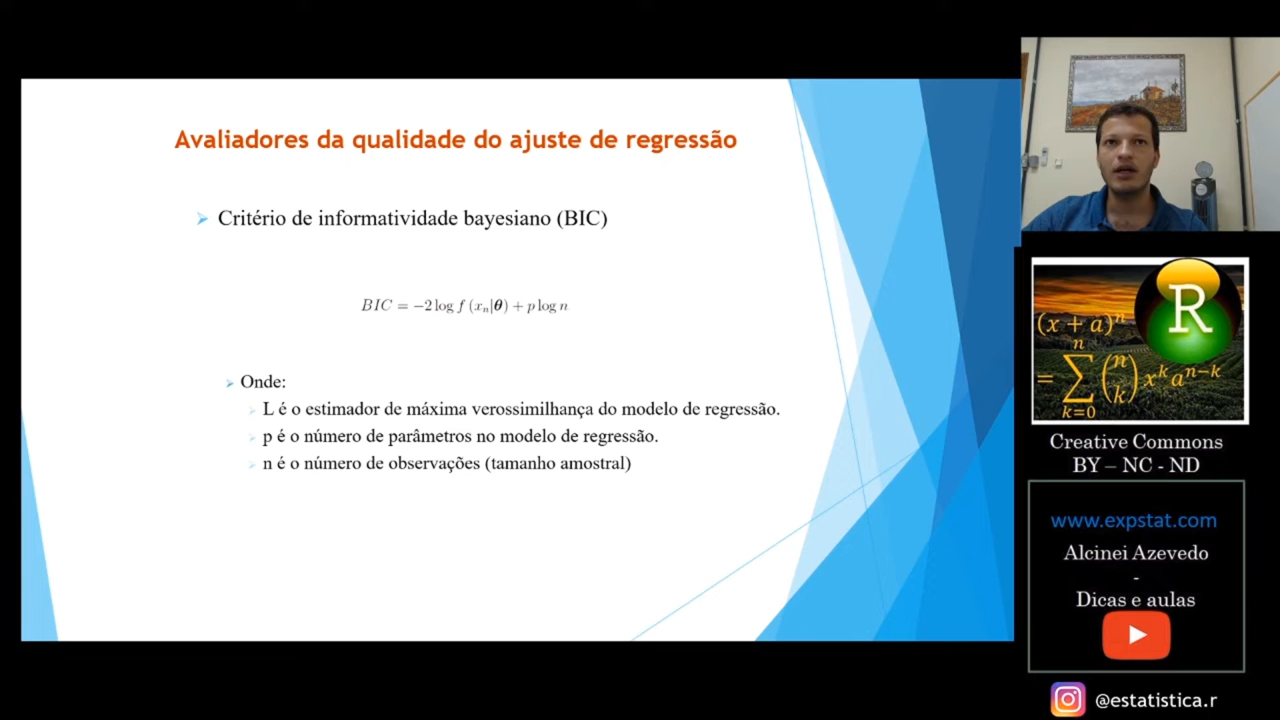 Avaliadores da qualidade do ajuste de regressão
Critério de informatividade bayesiano (BIC)
BIC = −2 log f (xₙ|θ) + p log n
Onde:
L é o estimador de máxima verossimilhança do modelo de regressão.
p é o número de parâmetros no modelo de regressão.
n é o número de observações (tamanho amostral)
R
(x + a)ⁿ
= ∑ₖ₌₀ⁿ (n k) xᵏ aⁿ⁻ᵏ
Creative Commons
BY – NC - ND
www.expstat.com
Alcinei Azevedo
-
Dicas e aulas
@estatistica.r